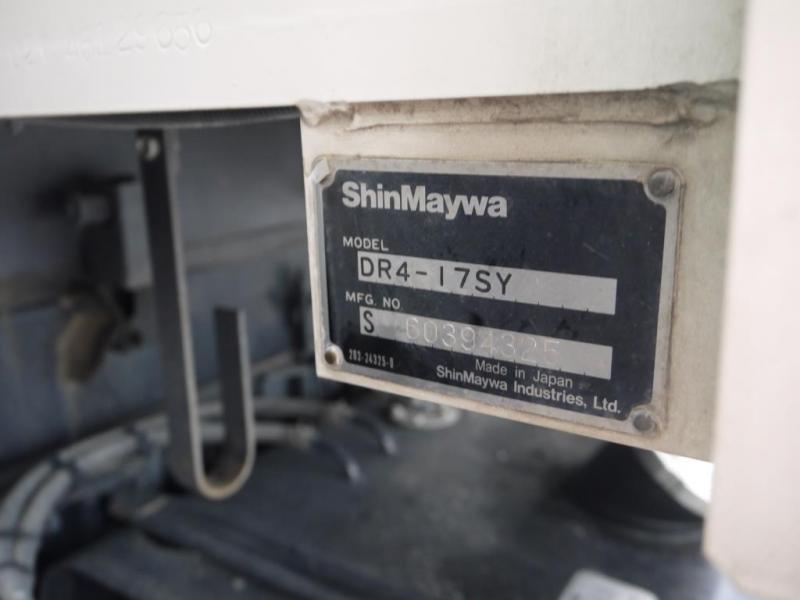 ShinMaywa
MODEL
DR4-17SY
MFG. NO.
S 60394325
203-24325-0
Made in Japan
ShinMaywa Industries, Ltd.